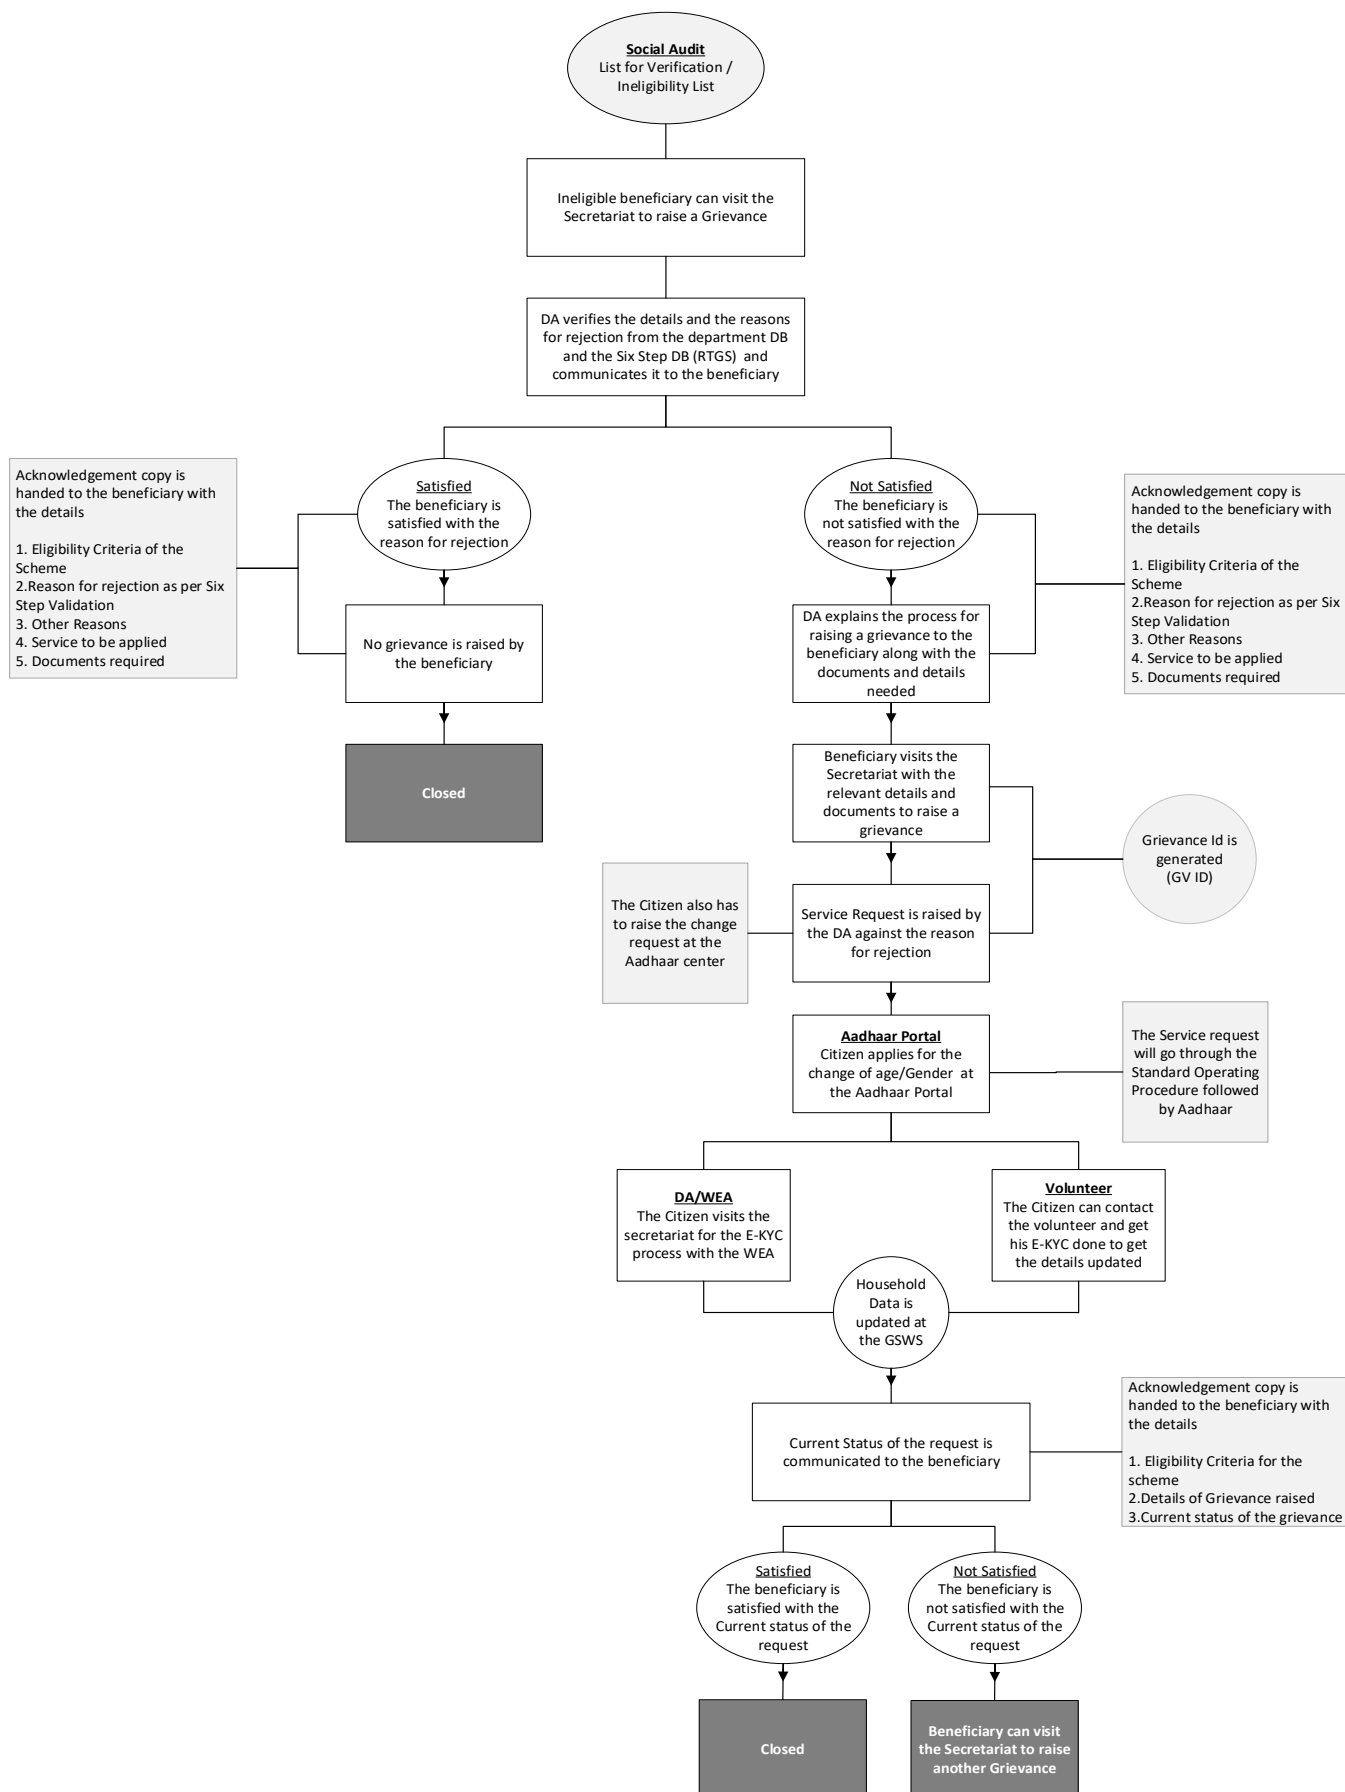 Social Audit
List for Verification /
Ineligibility List
Ineligible beneficiary can visit the
Secretariat to raise a Grievance
DA verifies the details and the reasons
for rejection from the department DB
and the Six Step DB (RTGS) and
communicates it to the beneficiary
Acknowledgement copy is
handed to the beneficiary with
the details
1. Eligibility Criteria of the
Scheme
2.Reason for rejection as per Six
Step Validation
3. Other Reasons
4. Service to be applied
5. Documents required
Satisfied
The beneficiary is
satisfied with the
reason for rejection
Not Satisfied
The beneficiary is
not satisfied with the
reason for rejection
Acknowledgement copy is
handed to the beneficiary with
the details
1. Eligibility Criteria of the
Scheme
2.Reason for rejection as per Six
Step Validation
3. Other Reasons
4. Service to be applied
5. Documents required
No grievance is raised by
the beneficiary
DA explains the process for
raising a grievance to the
beneficiary along with the
documents and details
needed
Closed
Beneficiary visits the
Secretariat with the
relevant details and
documents to raise a
grievance
Grievance Id is
generated
(GV ID)
The Citizen also has
to raise the change
request at the
Aadhaar center
Service Request is raised by
the DA against the reason
for rejection
Aadhaar Portal
Citizen applies for the
change of age/Gender at
the Aadhaar Portal
The Service request
will go through the
Standard Operating
Procedure followed
by Aadhaar
DA/WEA
The Citizen visits the
secretariat for the E-KYC
process with the WEA
Volunteer
The Citizen can contact
the volunteer and get
his E-KYC done to get
the details updated
Household
Data is
updated at
the GSWS
Current Status of the request is
communicated to the beneficiary
Acknowledgement copy is
handed to the beneficiary with
the details
1. Eligibility Criteria for the
scheme
2.Details of Grievance raised
3.Current status of the grievance
Satisfied
The beneficiary is
satisfied with the
Current status of the
request
Not Satisfied
The beneficiary is
not satisfied with the
Current status of the
request
Closed
Beneficiary can visit
the Secretariat to raise
another Grievance